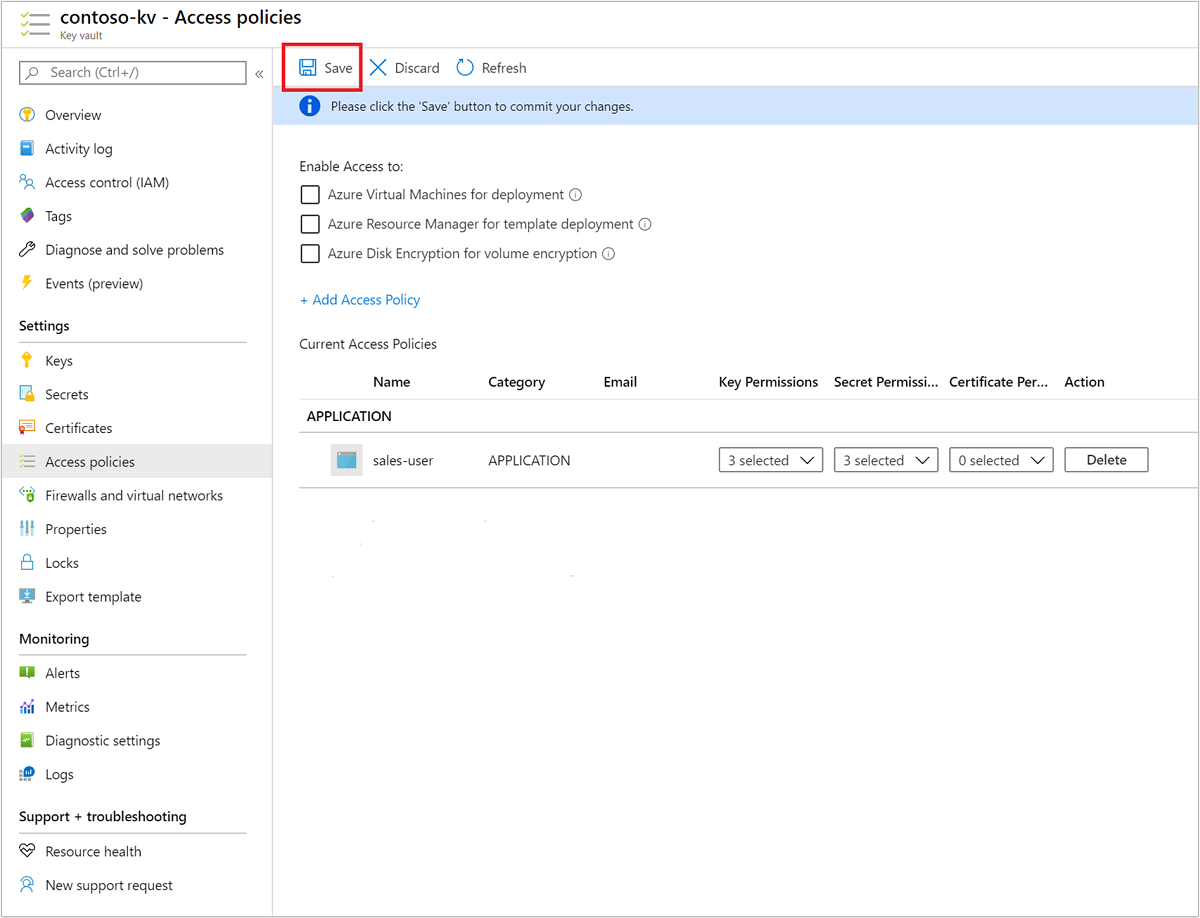 contoso-kv - Access policies
Key vault
Search (Ctrl+/)
«
Overview
Activity log
Access control (IAM)
Tags
Diagnose and solve problems
Events (preview)
Settings
Keys
Secrets
Certificates
Access policies
Firewalls and virtual networks
Properties
Locks
Export template
Monitoring
Alerts
Metrics
Diagnostic settings
Logs
Support + troubleshooting
Resource health
New support request
Save Discard Refresh
Please click the 'Save' button to commit your changes.
Enable Access to:
Azure Virtual Machines for deployment
Azure Resource Manager for template deployment
Azure Disk Encryption for volume encryption
+ Add Access Policy
Current Access Policies
Name Category Email Key Permissions Secret Permissi... Certificate Per... Action
APPLICATION
sales-user APPLICATION 3 selected 3 selected 0 selected Delete